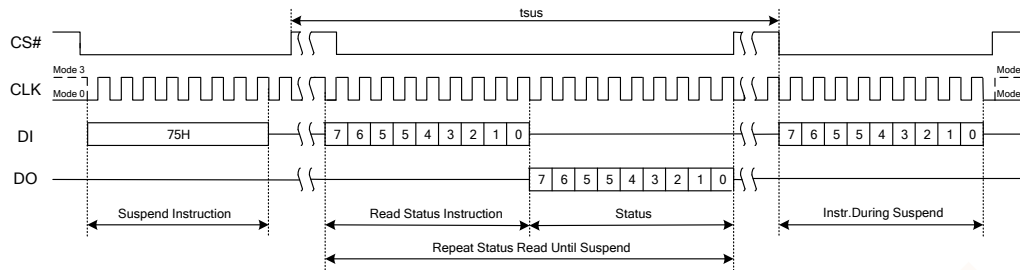 tsus
CS#
Mode 3
Mode
CLK
Mode 0
Mode
DI
75H
7 6 5 5 4 3 2 1 0
7 6 5 5 4 3 2 1 0
DO
7 6 5 5 4 3 2 1 0
Suspend Instruction
Read Status Instruction
Status
Instr.During Suspend
Repeat Status Read Until Suspend